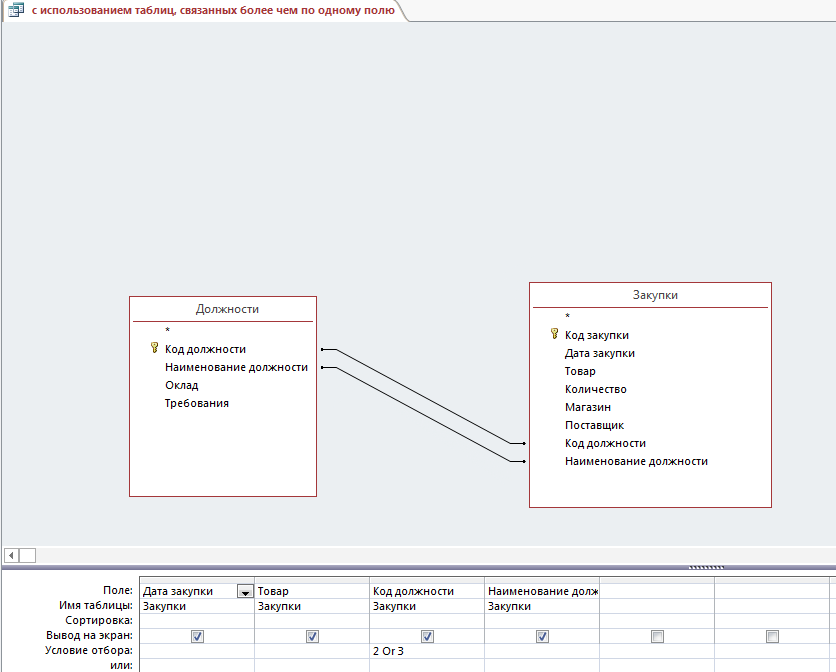 с использованием таблиц, связанных более чем по одному полю
Должности
*
Код должности
Наименование должности
Оклад
Требования
Закупки
*
Код закупки
Дата закупки
Товар
Количество
Магазин
Поставщик
Код должности
Наименование должности
Поле: Дата закупки Товар Код должности Наименование долж
Имя таблицы: Закупки Закупки Закупки Закупки
Сортировка:
Вывод на экран:
Условие отбора: 2 Or 3
или: